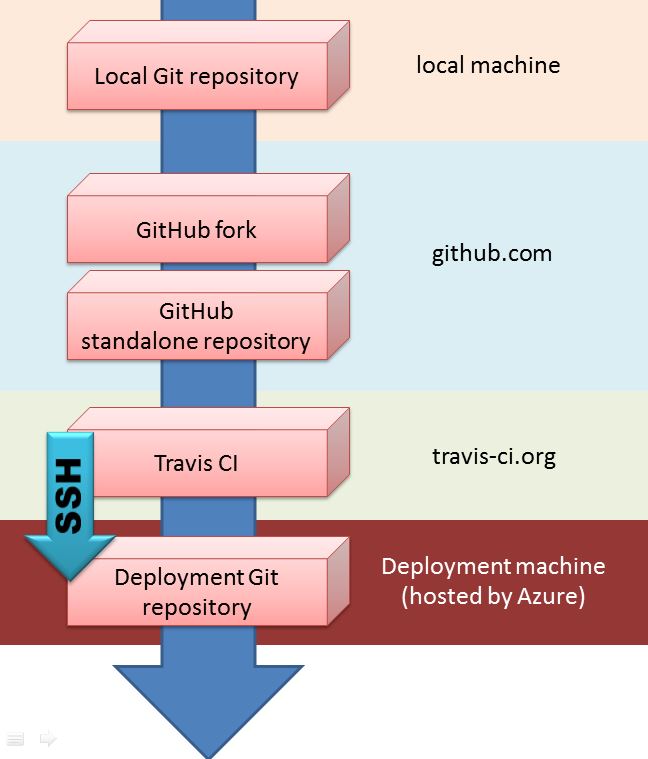 Local Git repository
local machine
GitHub fork
github.com
GitHub
standalone repository
Travis CI
travis-ci.org
SSH
Deployment Git
repository
Deployment machine
(hosted by Azure)